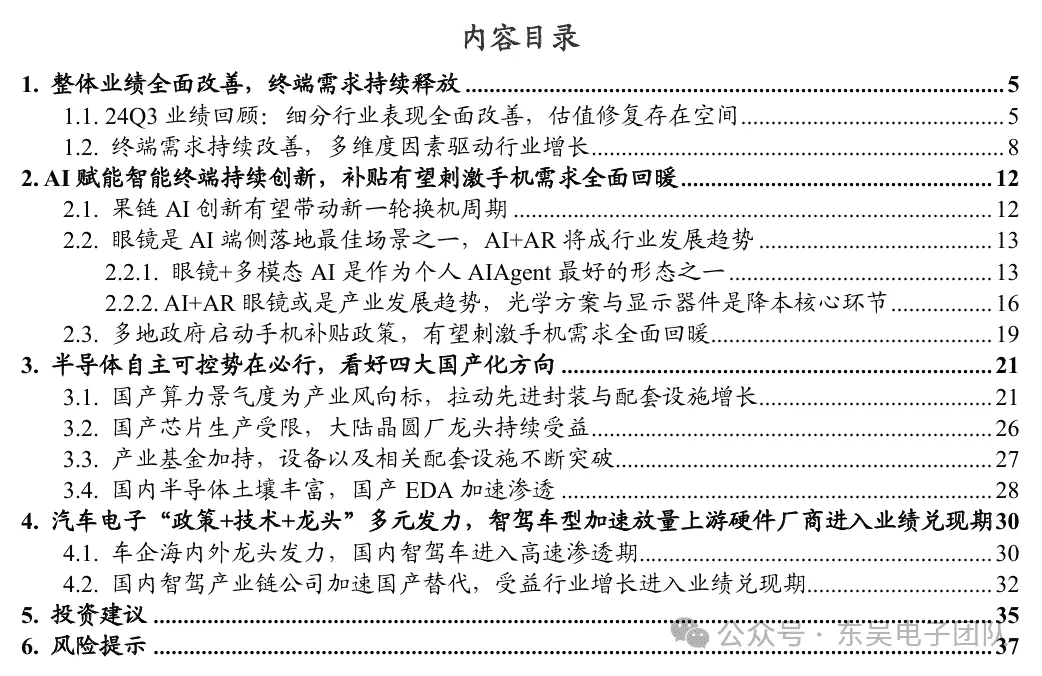 内容目录
1. 整体业绩全面改善，终端需求持续释放 5
1.1. 24Q3 业绩回顾：细分行业表现全面改善，估值修复存在空间 5
1.2. 终端需求持续改善，多维度因素驱动行业增长 8
2. AI 赋能智能终端持续创新，补贴有望刺激手机需求全面回暖 12
2.1. 果链 AI 创新有望带动新一轮换机周期 12
2.2. 眼镜是 AI 端侧落地最佳场景之一，AI+AR 将成行业发展趋势 13
2.2.1. 眼镜+多模态 AI 是作为个人 AIAgent 最好的形态之一 13
2.2.2. AI+AR 眼镜或是产业发展趋势，光学方案与显示器件是降本核心环节 16
2.3. 多地政府启动手机补贴政策，有望刺激手机需求全面回暖 19
3. 半导体自主可控势在必行，看好四大国产化方向 21
3.1. 国产算力景气度为产业风向标，拉动先进封装与配套设施增长 21
3.2. 国产芯片生产受限，大陆晶圆厂龙头持续受益 26
3.3. 产业基金加持，设备以及相关配套设施不断突破 27
3.4. 国内半导体土壤丰富，国产 EDA 加速渗透 28
4. 汽车电子“政策+技术+龙头”多元发力，智驾车型加速放量上游硬件厂商进入业绩兑现期 30
4.1. 车企海内外龙头发力，国内智驾车进入高速渗透期 30
4.2. 国内智驾产业链公司加速国产替代，受益行业增长进入业绩兑现期 32
5. 投资建议 35
6. 风险提示 37
公众号・东吴电子团队